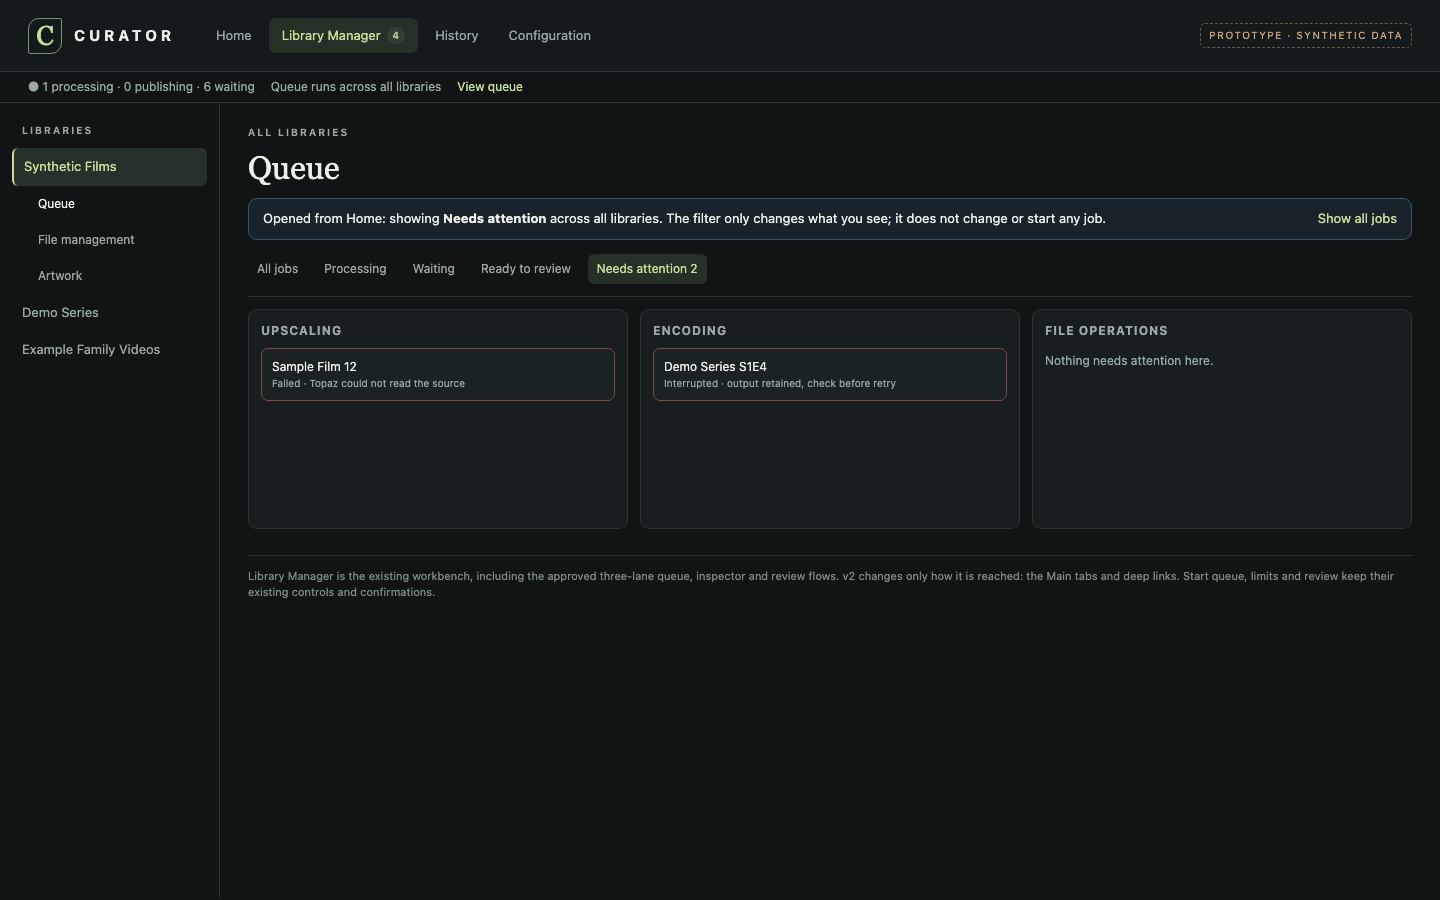 C CURATOR
Home
Library Manager 4
History
Configuration
PROTOTYPE · SYNTHETIC DATA
1 processing · 0 publishing · 6 waiting
Queue runs across all libraries
View queue
LIBRARIES
Synthetic Films
Queue
File management
Artwork
Demo Series
Example Family Videos
ALL LIBRARIES
Queue
Opened from Home: showing Needs attention across all libraries. The filter only changes what you see; it does not change or start any job.
Show all jobs
All jobs
Processing
Waiting
Ready to review
Needs attention 2
UPSCALING
Sample Film 12
Failed · Topaz could not read the source
ENCODING
Demo Series S1E4
Interrupted · output retained, check before retry
FILE OPERATIONS
Nothing needs attention here.
Library Manager is the existing workbench, including the approved three-lane queue, inspector and review flows. v2 changes only how it is reached: the Main tabs and deep links. Start queue, limits and review keep their
existing controls and confirmations.